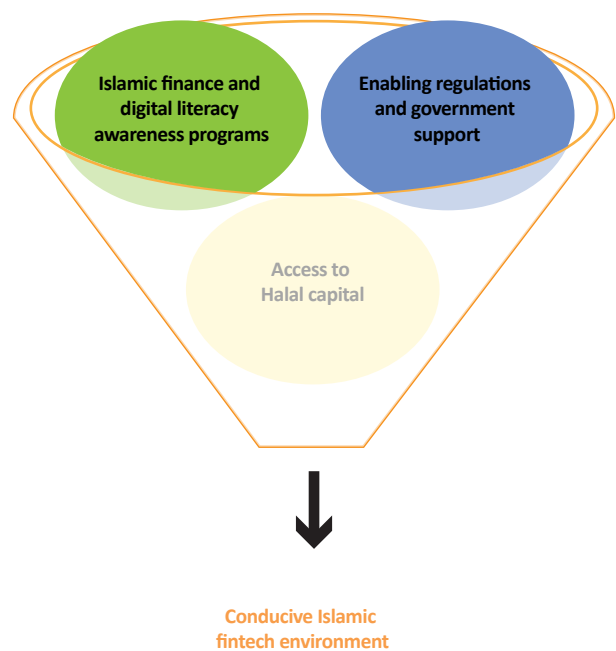 Islamic finance and
digital literacy
awareness programs
Enabling regulations
and government
support
Access to
Halal capital
Conducive Islamic
fintech environment